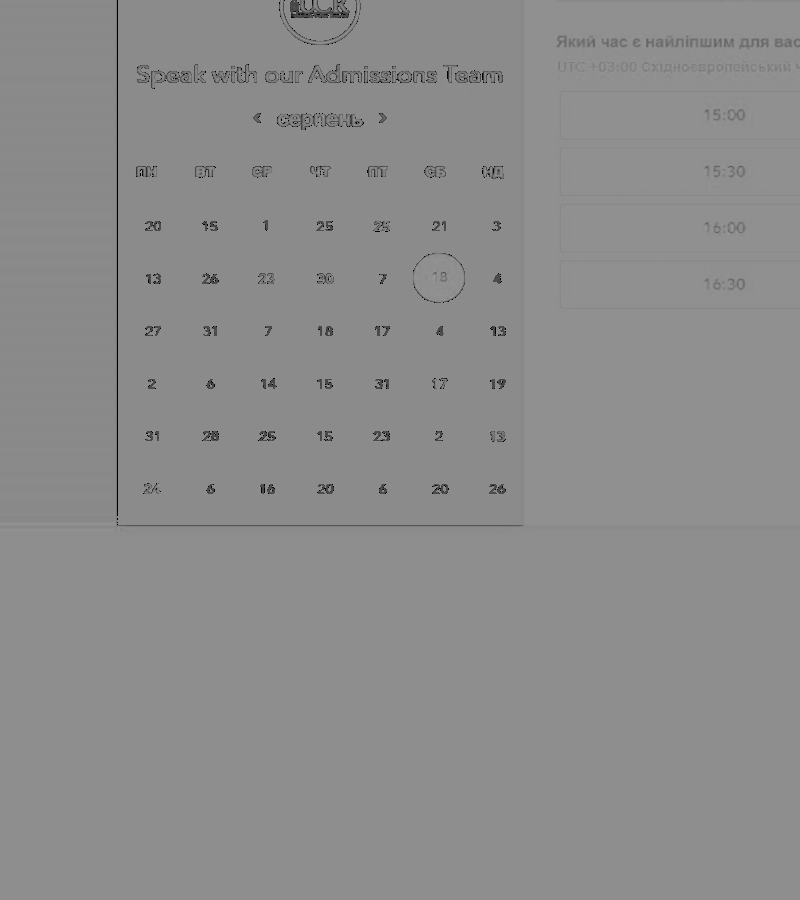 UCK
Speak with our Admissions Team
‹ серпень ›
ПН ВТ СР ЧТ ПТ СБ НД
20 15 1 25 25 21 3
13 26 23 30 7 18 4
27 31 7 18 17 4 13
2 6 14 15 31 17 19
31 28 25 15 23 2 13
24 6 16 20 6 20 26
Який час є найліпшим для вас
UTC +03:00 Східноєвропейський ч
15:00
15:30
16:00
16:30